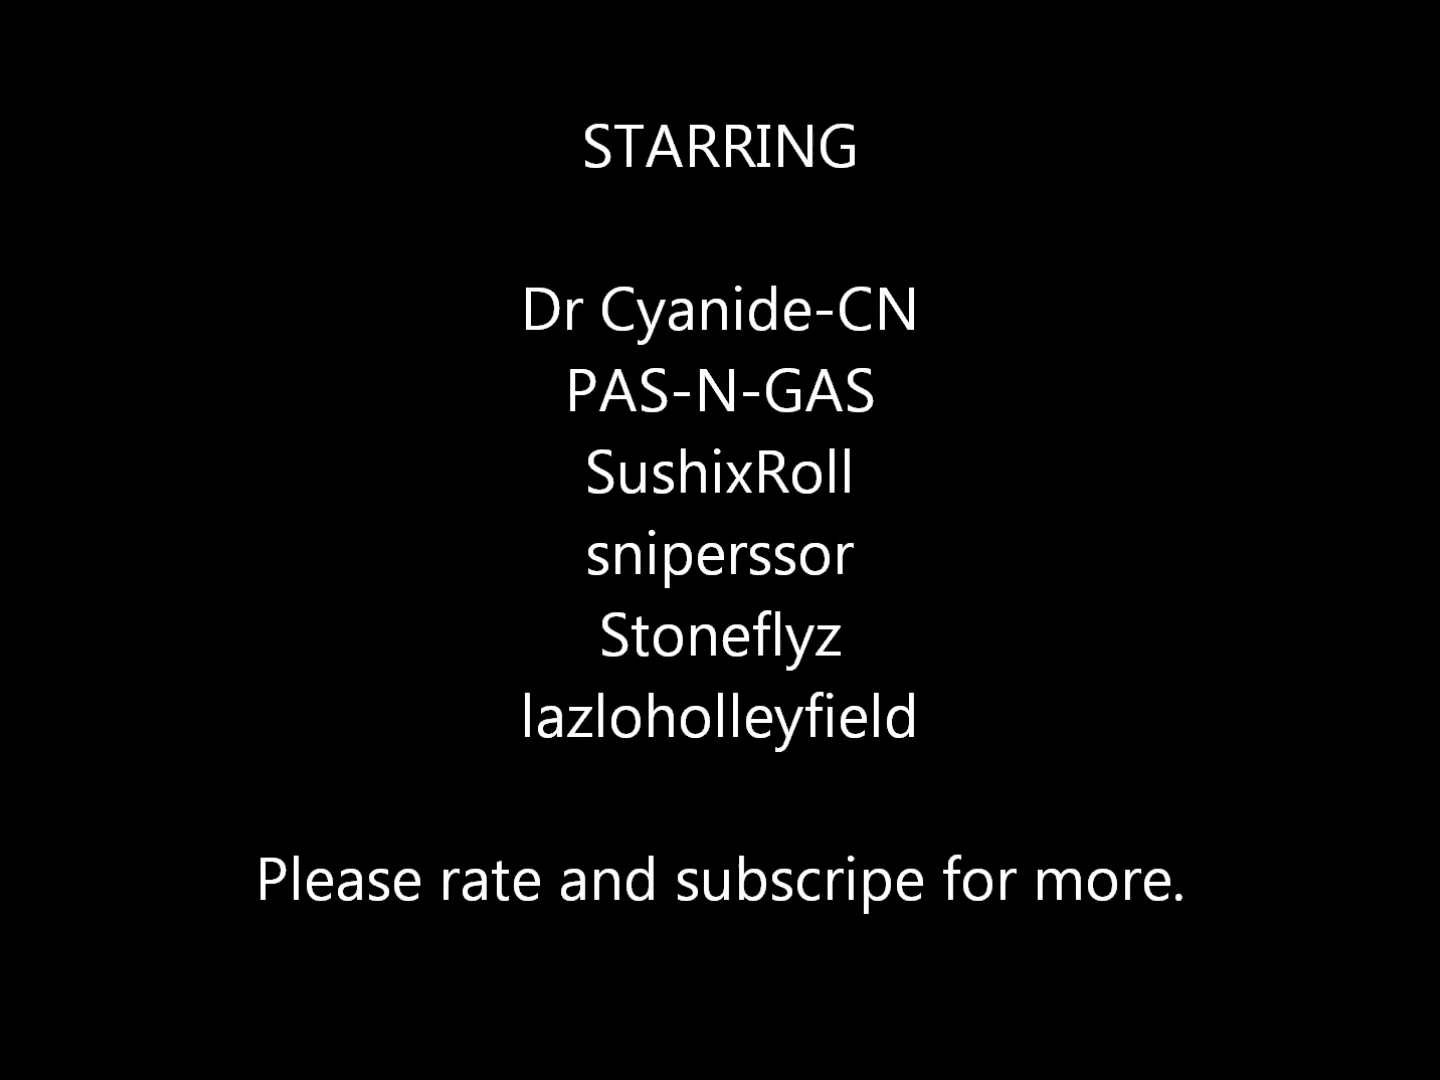 STARRING
Dr Cyanide-CN
PAS-N-GAS
SushixRoll
sniperssor
Stoneflyz
lazloholleyfield
Please rate and subscripe for more.